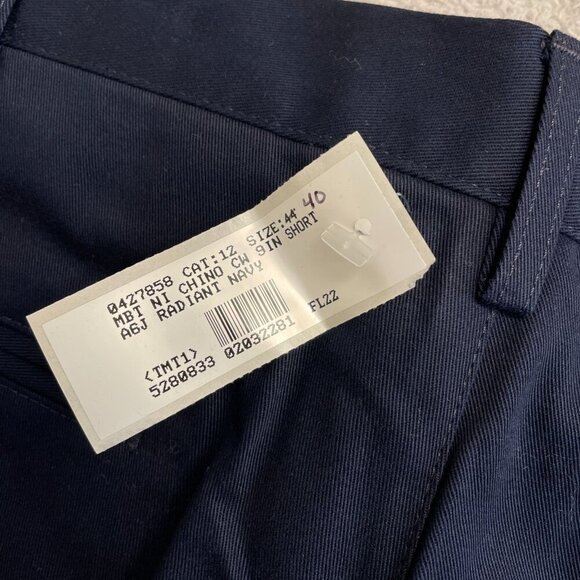 0427858 CAT:12 SIZE:44 40
MBT NI CHINO CW 9IN SHORT
A6J RADIANT NAVY
<TMT1> FL22
5280833 02032281